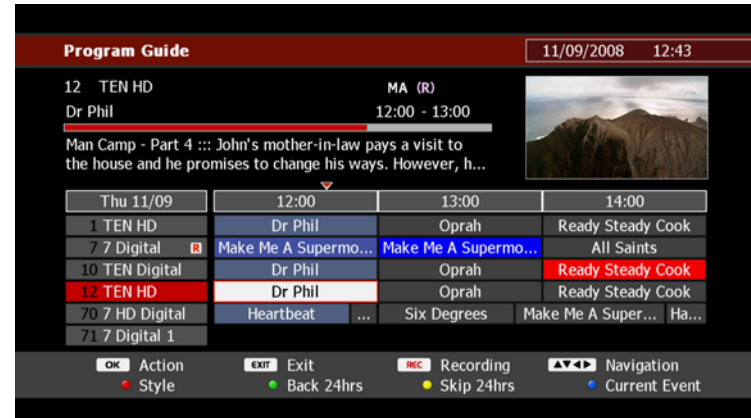 Program Guide 11/09/2008 12:43
12 TEN HD MA (R)
Dr Phil 12:00 - 13:00
Man Camp - Part 4 ::: John's mother-in-law pays a visit to
the house and he promises to change his ways. However, h...
Thu 11/09 12:00 13:00 14:00
1 TEN HD Dr Phil Oprah Ready Steady Cook
7 7 Digital R Make Me A Supermo... Make Me A Supermo... All Saints
10 TEN Digital Dr Phil Oprah Ready Steady Cook
12 TEN HD Dr Phil Oprah Ready Steady Cook
70 7 HD Digital Heartbeat ... Six Degrees Make Me A Super... Ha...
71 7 Digital 1
OK Action EXIT Exit REC Recording Navigation
Style Back 24hrs Skip 24hrs Current Event